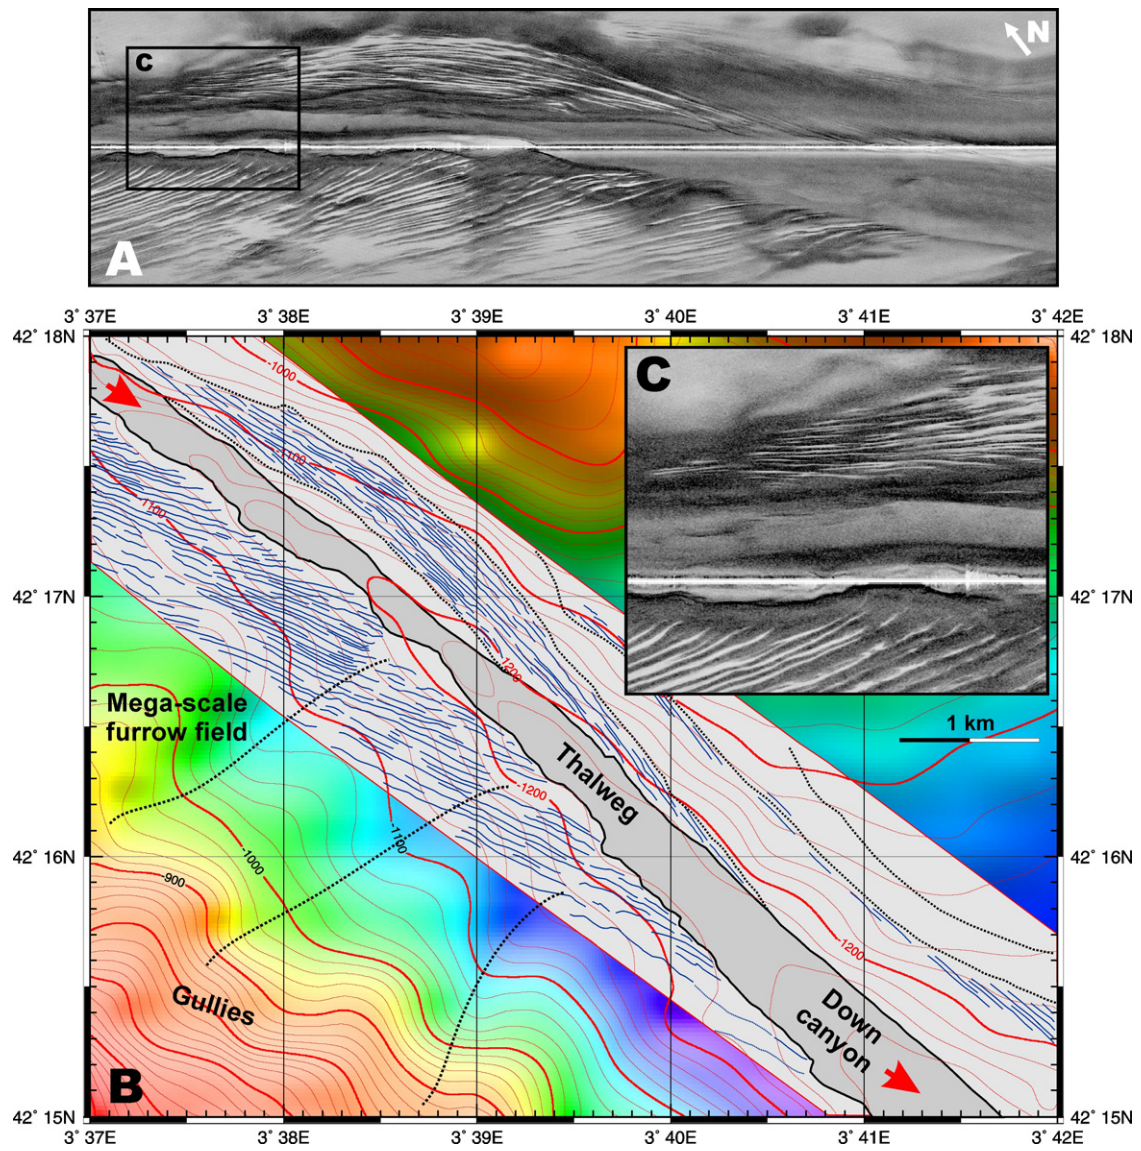 C
N
A
3° 37E 3° 38E 3° 39E 3° 40E 3° 41E 3° 42E
42° 18N 42° 18N
C
-1000
-1100
-1100
42° 17N 42° 17N
-1200
Mega-scale
furrow field
1 km
Thalweg
-1200
-1100
-1000
42° 16N 42° 16N
-900
-1200
Gullies
Down
canyon
B
42° 15N 42° 15N
3° 37E 3° 38E 3° 39E 3° 40E 3° 41E 3° 42E